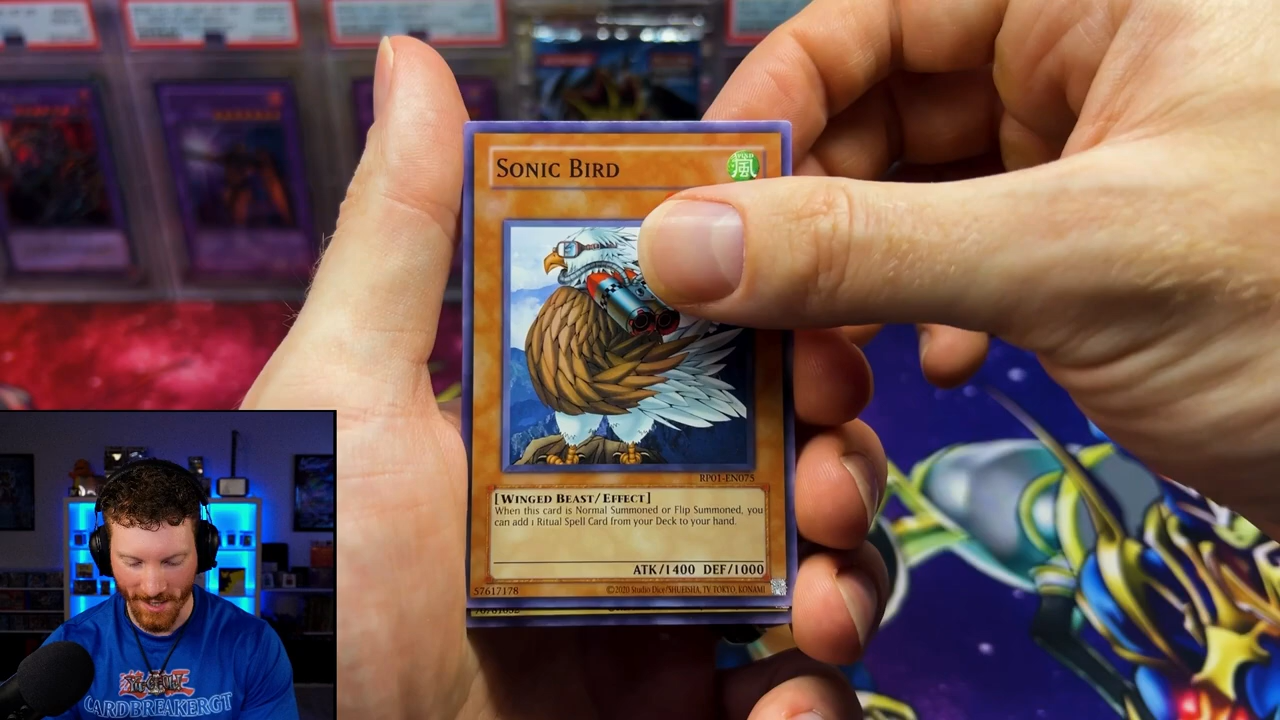 SONIC BIRD
WIND
風
RP01-EN075
[WINGED BEAST/EFFECT]
When this card is Normal Summoned or Flip Summoned, you
can add 1 Ritual Spell Card from your Deck to your hand.
ATK/1400 DEF/1000
57617178
©2020 Studio Dice/SHUEISHA, TV TOKYO, KONAMI
CARDBREAKERGT